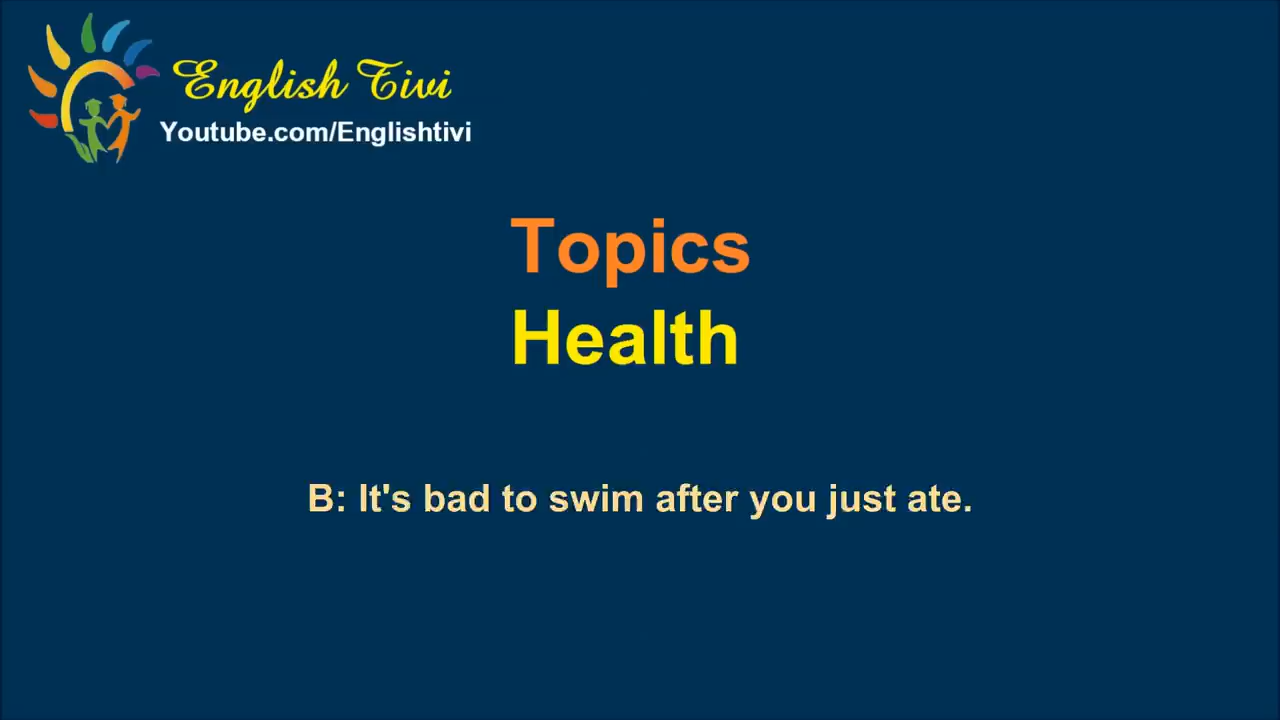 English Tivi
Youtube.com/Englishtivi
Topics
Health
B: It's bad to swim after you just ate.